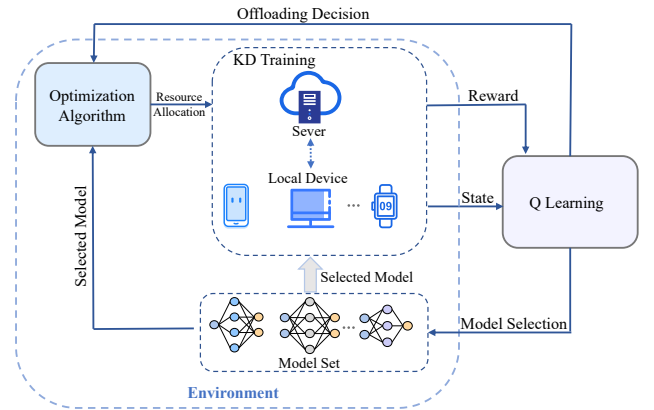 Offloading Decision
KD Training
Optimization
Algorithm
Resource
Allocation
Sever
Reward
Local Device
09
...
State
Q Learning
Selected Model
Selected Model
Model Selection
...
Model Set
Environment